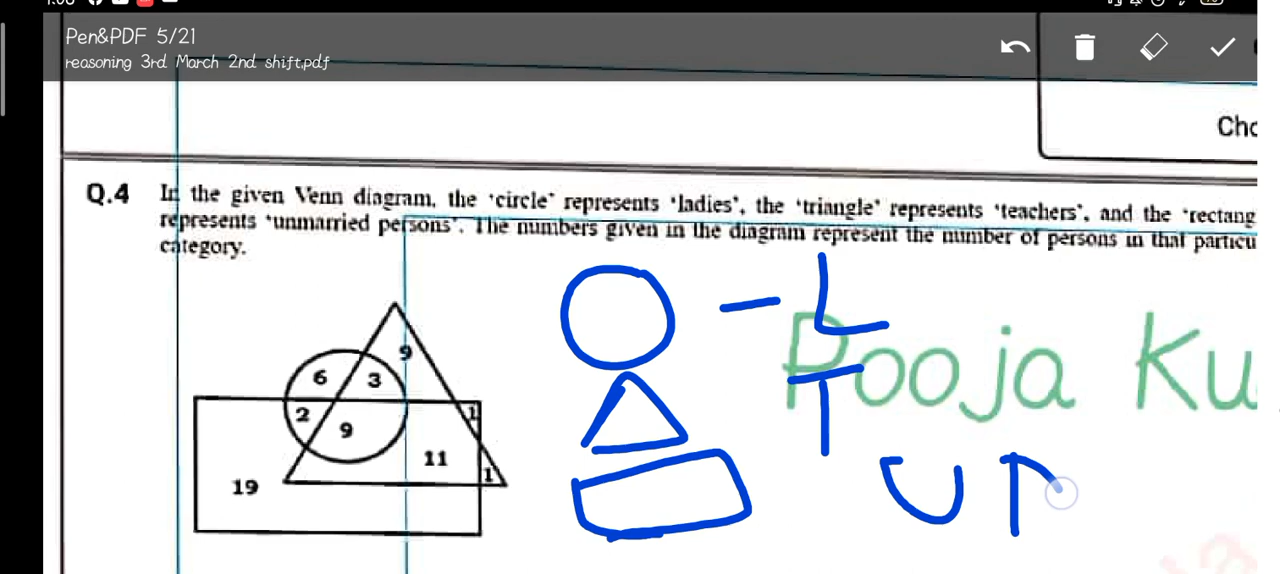 Pen&PDF 5/21
reasoning 3rd March 2nd shift.pdf
Q.4 In the given Venn diagram, the 'circle' represents 'ladies', the 'triangle' represents 'teachers', and the 'rectang
represents 'unmarried persons'. The numbers given in the diagram represent the number of persons in that particu
category.
9
6 3
2 9 1
11 1
19
- L
T
UP
Pooja Ku